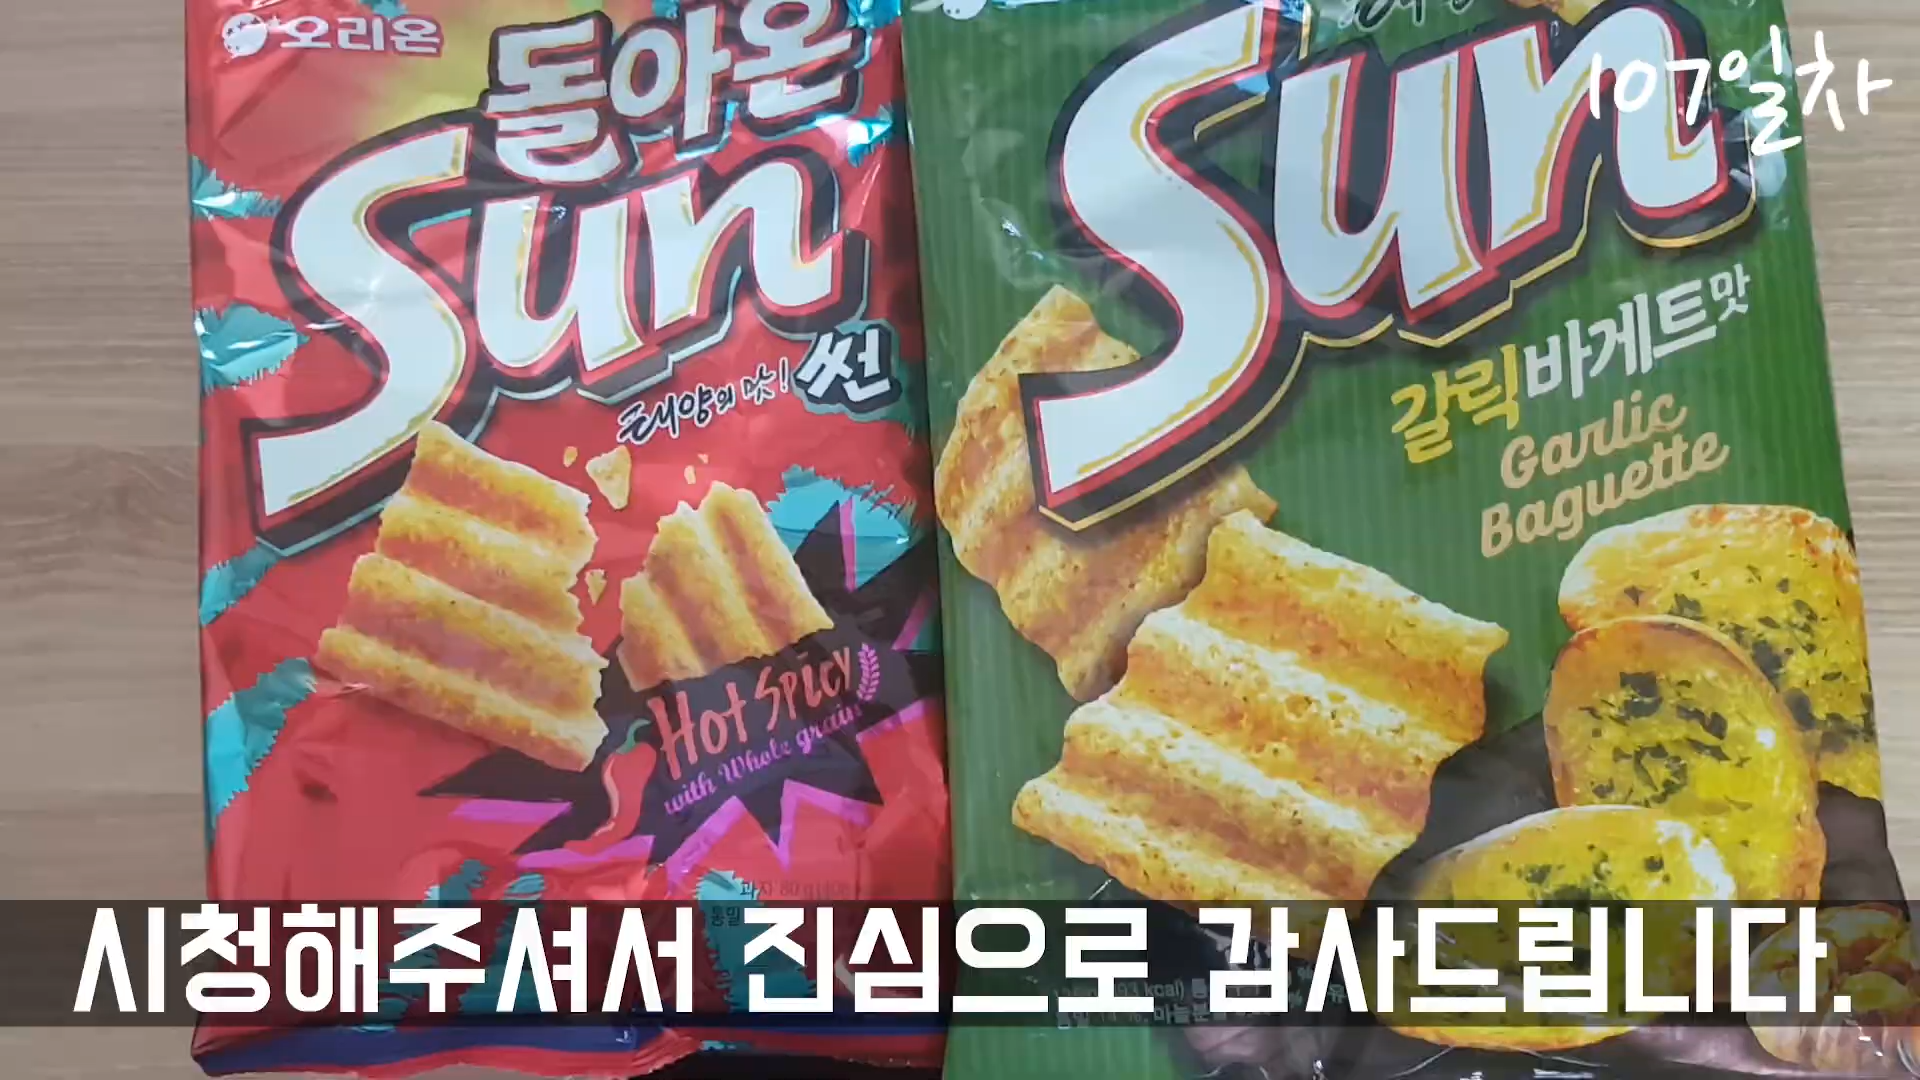 오리온
돌아온
Sun
태양의 맛! 썬
Hot Spicy
with Whole grain
Sun
갈릭바게트맛
Garlic
Baguette
107일차
시청해주셔서 진심으로 감사드립니다.